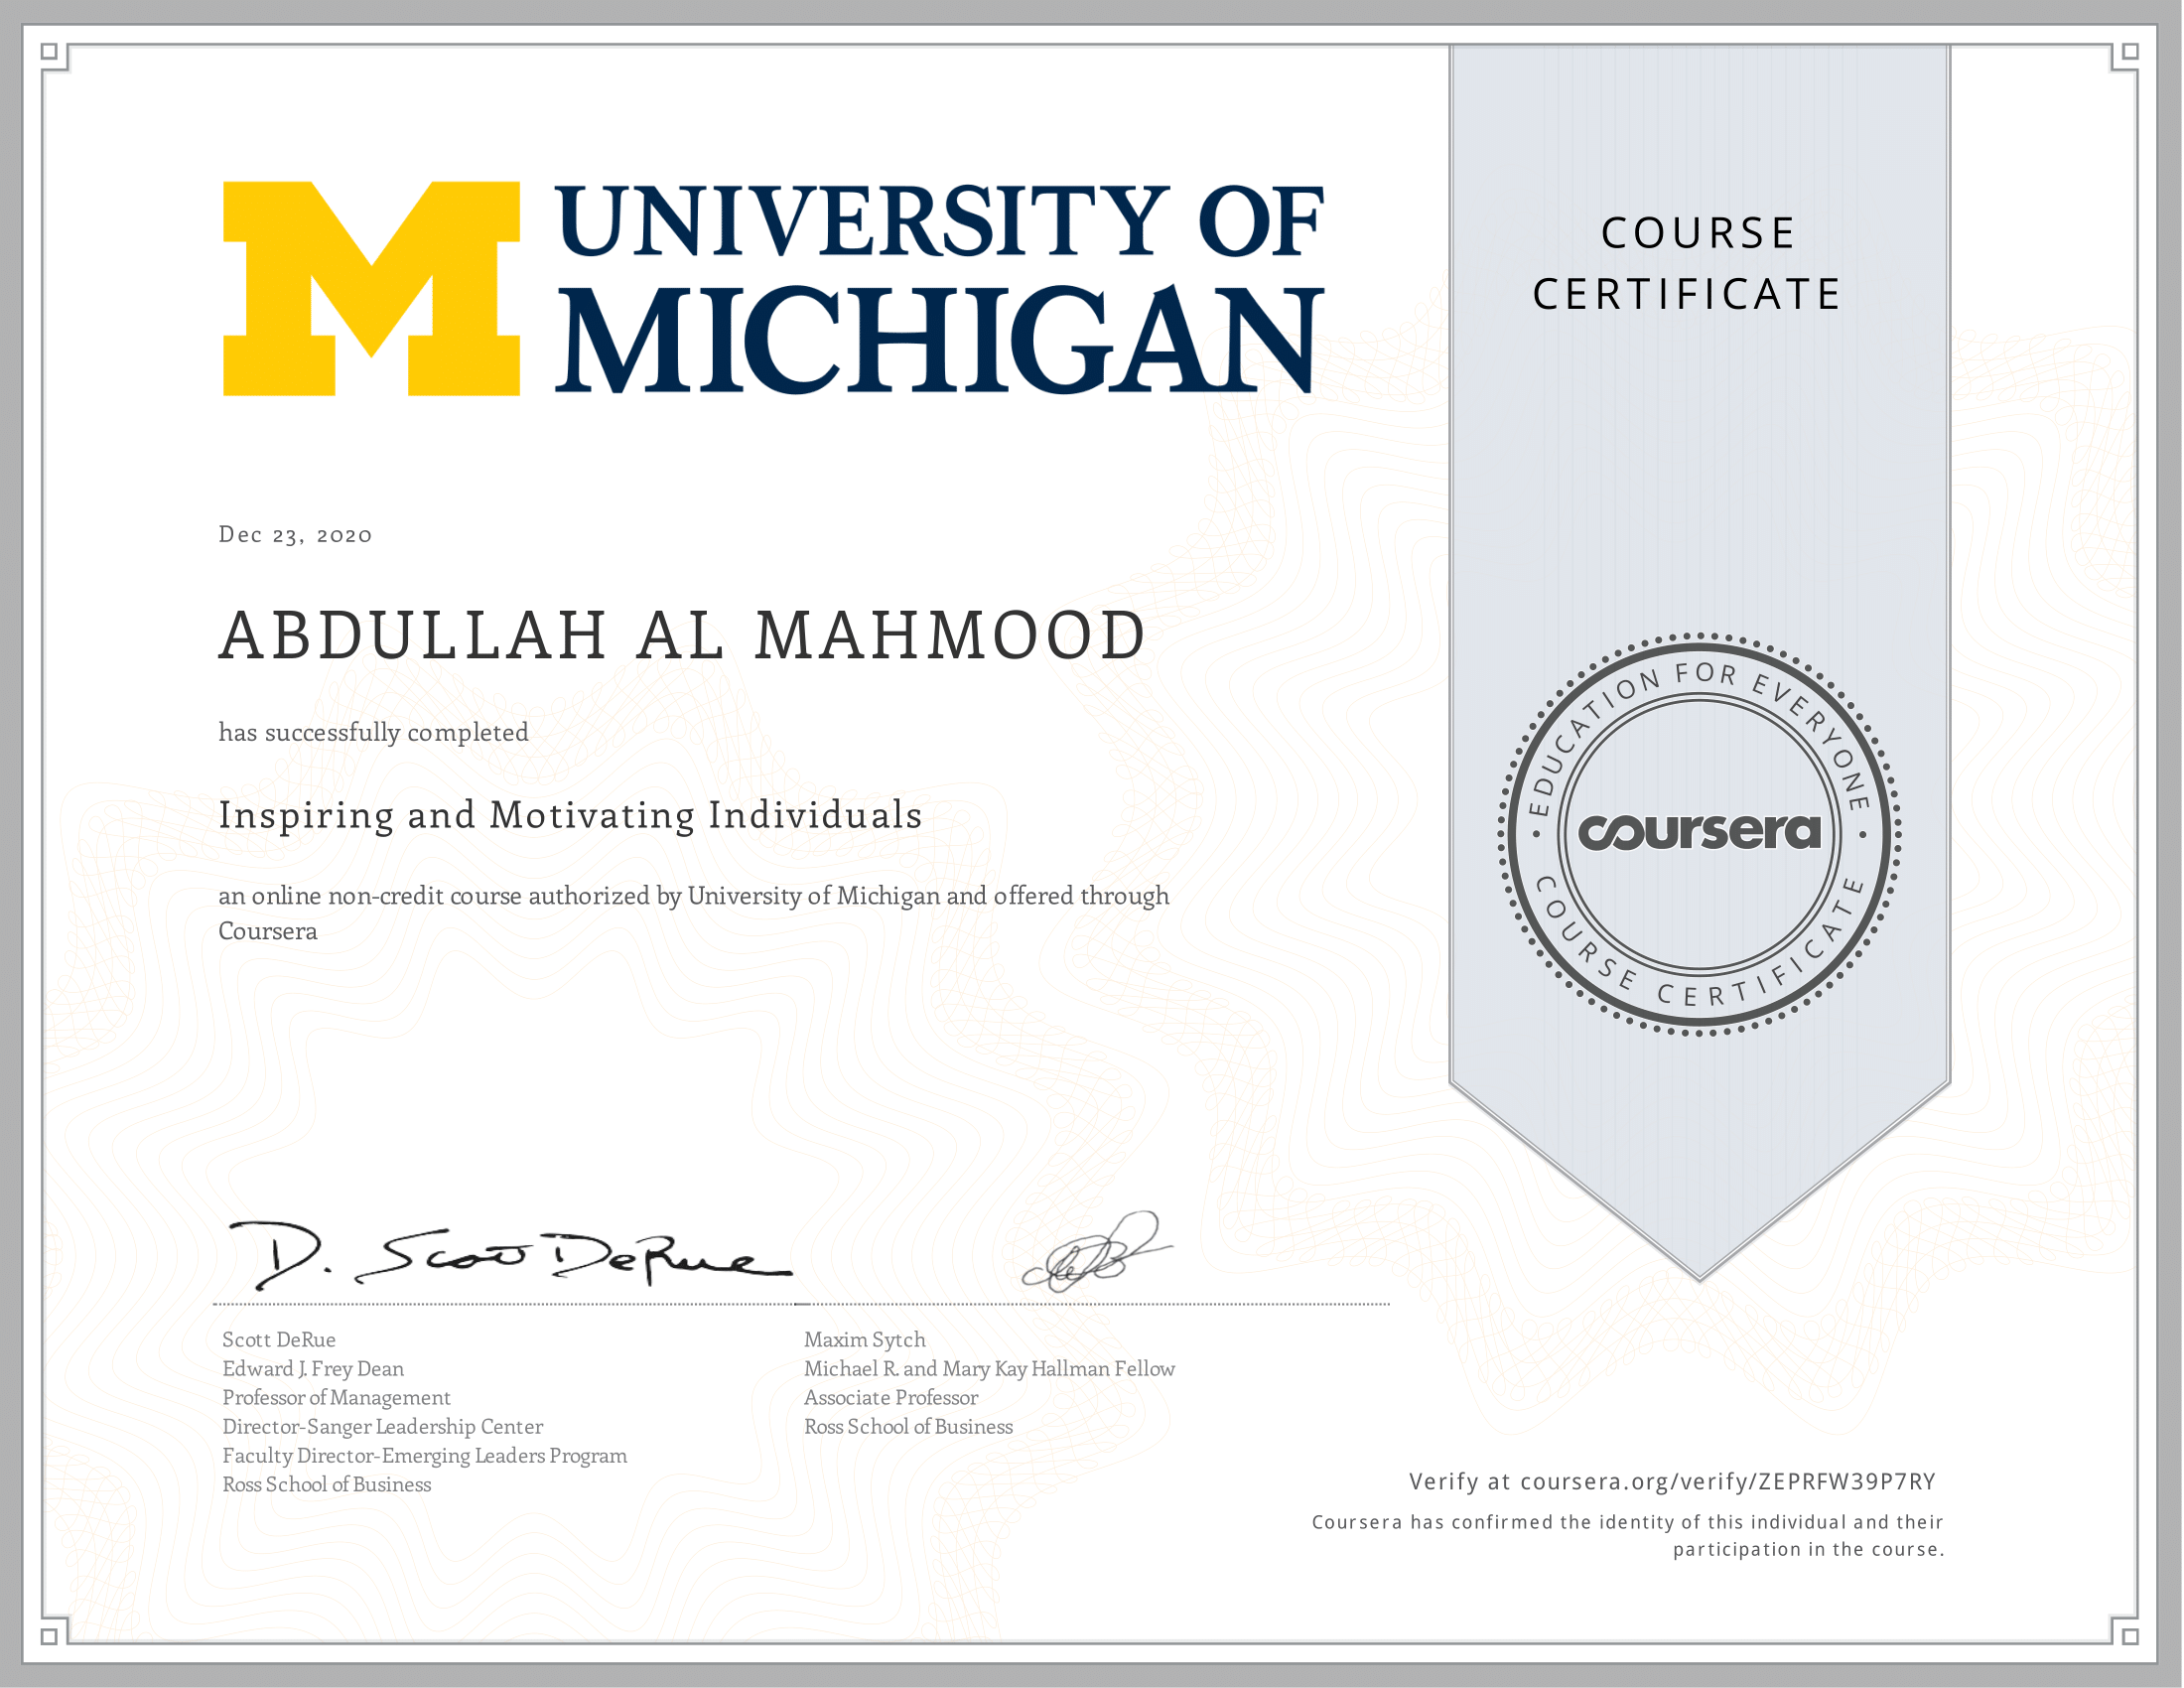 UNIVERSITY OF
MICHIGAN
COURSE
CERTIFICATE
Dec 23, 2020
ABDULLAH AL MAHMOOD
has successfully completed
Inspiring and Motivating Individuals
an online non-credit course authorized by University of Michigan and offered through
Coursera
EDUCATION FOR EVERYONE
coursera
COURSE CERTIFICATE
D. Scott DeRue
Scott DeRue
Edward J. Frey Dean
Professor of Management
Director-Sanger Leadership Center
Faculty Director-Emerging Leaders Program
Ross School of Business
Maxim Sytch
Michael R. and Mary Kay Hallman Fellow
Associate Professor
Ross School of Business
Verify at coursera.org/verify/ZEPRFW39P7RY
Coursera has confirmed the identity of this individual and their
participation in the course.